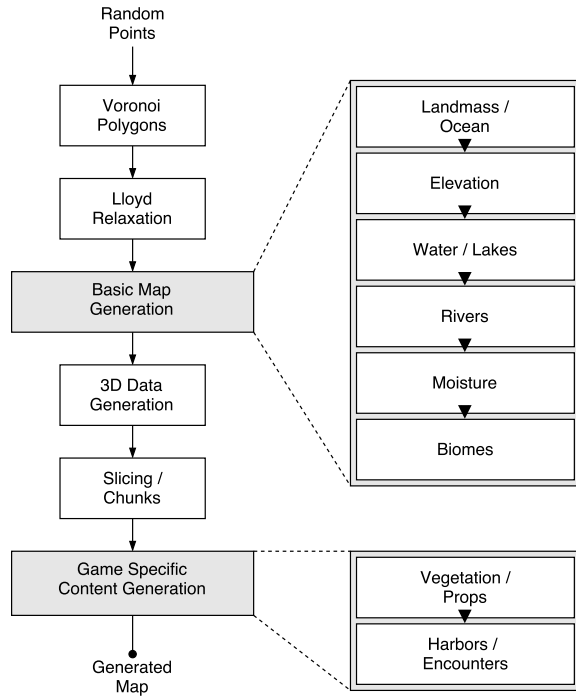 Random
Points
Voronoi
Polygons
Lloyd
Relaxation
Basic Map
Generation
3D Data
Generation
Slicing /
Chunks
Game Specific
Content Generation
Generated
Map
Landmass /
Ocean
Elevation
Water / Lakes
Rivers
Moisture
Biomes
Vegetation /
Props
Harbors /
Encounters